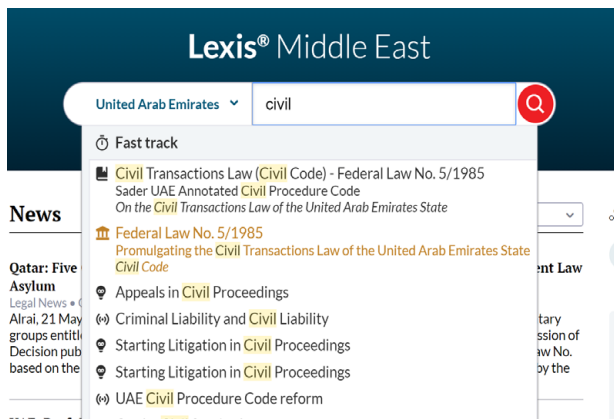 Lexis® Middle East
United Arab Emirates
civil
Fast track
Civil Transactions Law (Civil Code) - Federal Law No. 5/1985
Sader UAE Annotated Civil Procedure Code
On the Civil Transactions Law of the United Arab Emirates State
Federal Law No. 5/1985
Promulgating the Civil Transactions Law of the United Arab Emirates State
Civil Code
Appeals in Civil Proceedings
Criminal Liability and Civil Liability
Starting Litigation in Civil Proceedings
Starting Litigation in Civil Proceedings
UAE Civil Procedure Code reform
News
Qatar: Five
Asylum
Legal News •
Alrai, 21 May
groups entitl
Decision pub
based on the
ent Law
tary
ssion of
aw No.
by the